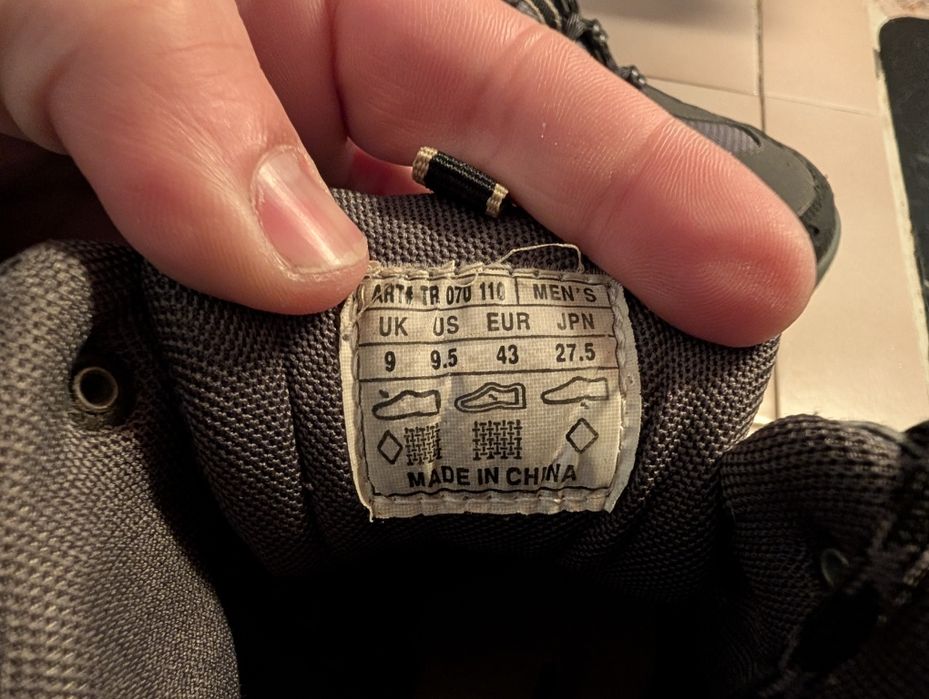 ART# TR 070 110 MEN'S
UK US EUR JPN
9 9.5 43 27.5
MADE IN CHINA